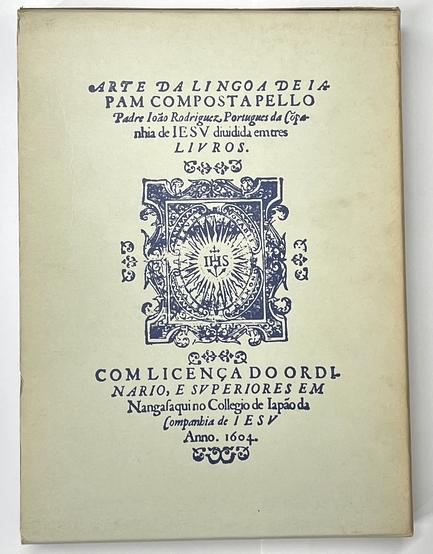 ARTE DA LINGOA DE IA-
PAM COMPOSTA PELLO
Padre Ioão Rodriguez, Portugues da Cõpa-
nhia de IESV diuidida em tres
LIVROS.
IHS
COM LICENÇA DO ORDI-
NARIO, E SVPERIORES EM
Nangasaqui no Collegio de Iapão da
Companhia de IESV
Anno. 1604.